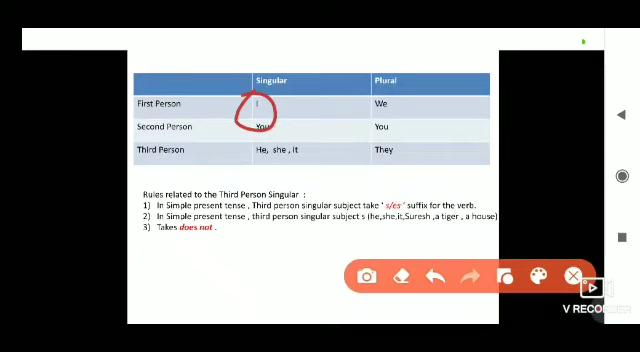 Singular Plural
First Person I We
Second Person You You
Third Person He, she , it They
Rules related to the Third Person Singular :
1) In Simple present tense , Third person singular subject take ‘ s/es ’ suffix for the verb.
2) In Simple present tense , third person singular subject s (he,she,it,Suresh ,a tiger , a house)
3) Takes does not .
V RECORDER